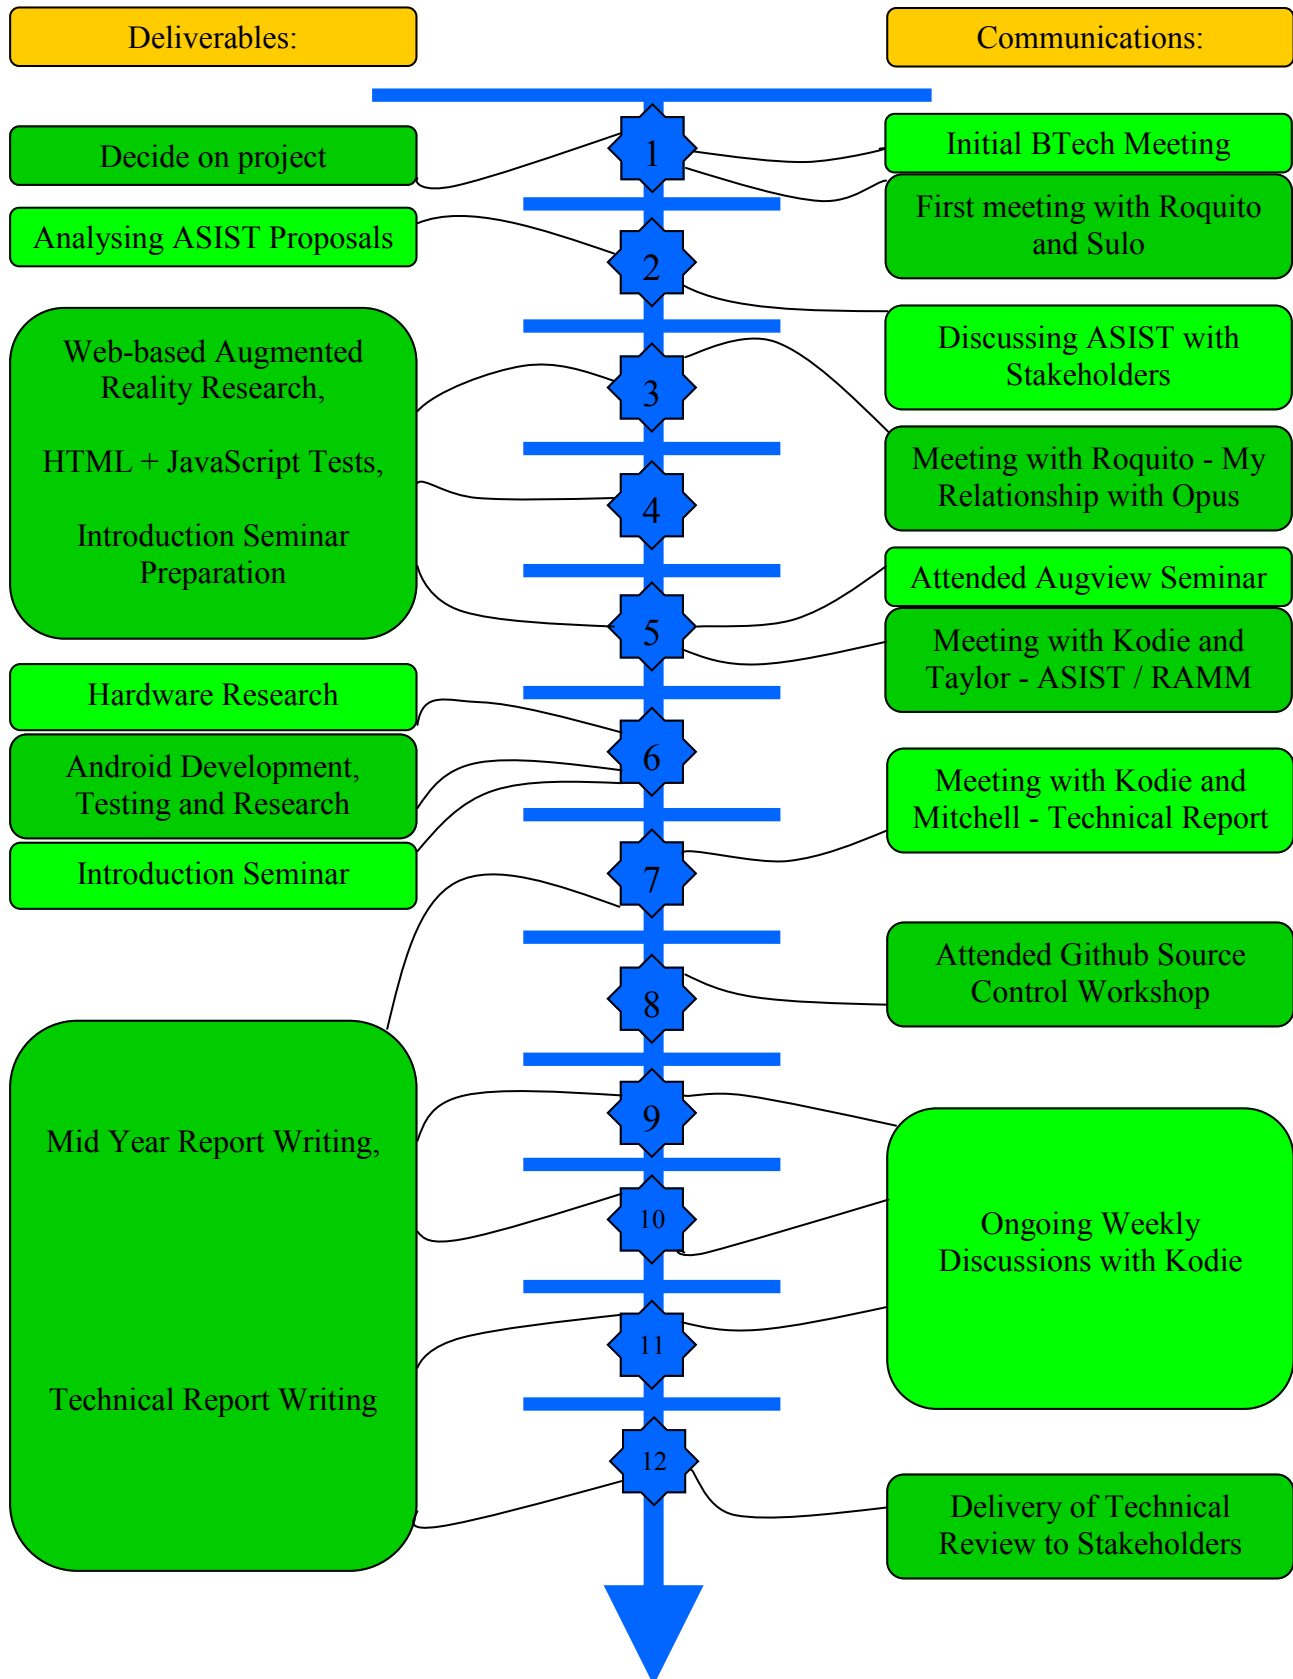 Deliverables:
Communications:
Decide on project
1
Initial BTech Meeting
First meeting with Roquito
and Sulo
Analysing ASIST Proposals
2
Discussing ASIST with
Stakeholders
Web-based Augmented
Reality Research,
HTML + JavaScript Tests,
Introduction Seminar
Preparation
3
Meeting with Roquito - My
Relationship with Opus
4
5
Attended Augview Seminar
Meeting with Kodie and
Taylor - ASIST / RAMM
Hardware Research
Android Development,
Testing and Research
Introduction Seminar
6
Meeting with Kodie and
Mitchell - Technical Report
7
8
Attended Github Source
Control Workshop
Mid Year Report Writing,
Technical Report Writing
9
10
Ongoing Weekly
Discussions with Kodie
11
12
Delivery of Technical
Review to Stakeholders